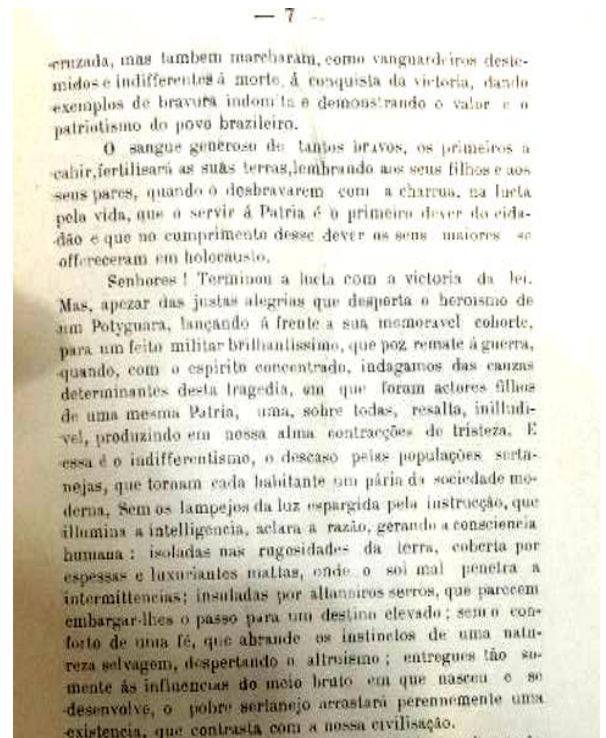 — 7 —
cruzada, mas tambem marcharam, como vanguardeiros deste-
midos e indifferentes á morte, á conquista da victoria, dando
exemplos de bravura indomita e demonstrando o valor e o
patriotismo do povo brazileiro.
O sangue generoso de tantos bravos, os primeiros a
cahir, fertilisará as suas terras, lembrando aos seus filhos e aos
seus pares, quando o desbravarem com a charrua, na lucta
pela vida, que o servir á Patria é o primeiro dever do cida-
dão e que no cumprimento desse dever os seus maiores se
offereceram em holocausto.
Senhores ! Terminou a lucta com a victoria da lei.
Mas, apezar das justas alegrias que desperta o heroismo de
um Potyguara, lançando á frente a sua memoravel cohorte,
para um feito militar brilhantissimo, que poz remate á guerra,
quando, com o espirito concentrado, indagamos das cauzas
determinantes desta tragedia, em que foram actores filhos
de uma mesma Patria, uma, sobre todas, resalta, inilludi-
vel, produzindo em nossa alma contracções de tristeza. E
essa é o indifferentismo, o descaso pelas populações serta-
nejas, que tornam cada habitante um pária da sociedade mo-
derna. Sem os lampejos da luz espargida pela instrucção, que
illumina a intelligencia, aclara a razão, gerando a consciencia
humana ; isoladas nas rugosidades da terra, coberta por
espessas e luxuriantes mattas, onde o sol mal penetra a
intermittencias; insuladas por altaneiros serros, que parecem
embargar-lhes o passo para um destino elevado ; sem o con-
forto de uma fé, que abrande os instinctos de uma natu-
reza selvagem, despertando o altruismo ; entregues tão so-
mente ás influencias do meio bruto em que nasceu e se
desenvolve, o pobre sertanejo arrastará perennemente uma
existencia, que contrasta com a nossa civilisação.